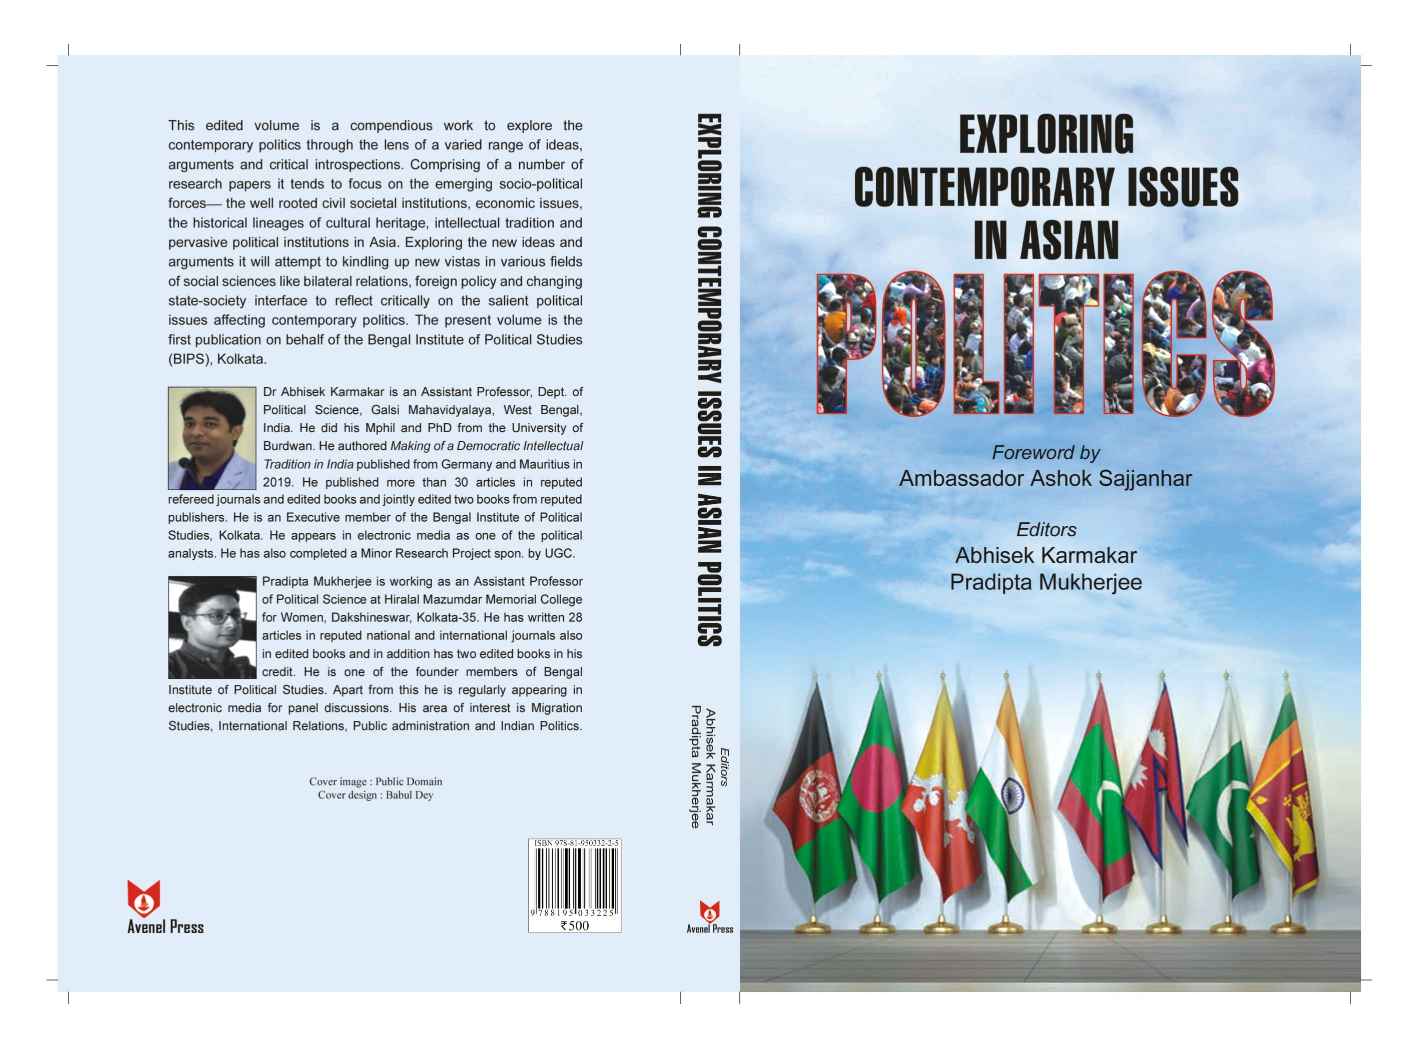 This edited volume is a compendious work to explore the
contemporary politics through the lens of a varied range of ideas,
arguments and critical introspections. Comprising of a number of
research papers it tends to focus on the emerging socio-political
forces— the well rooted civil societal institutions, economic issues,
the historical lineages of cultural heritage, intellectual tradition and
pervasive political institutions in Asia. Exploring the new ideas and
arguments it will attempt to kindling up new vistas in various fields
of social sciences like bilateral relations, foreign policy and changing
state-society interface to reflect critically on the salient political
issues affecting contemporary politics. The present volume is the
first publication on behalf of the Bengal Institute of Political Studies
(BIPS), Kolkata.
Dr Abhisek Karmakar is an Assistant Professor, Dept. of
Political Science, Galsi Mahavidyalaya, West Bengal,
India. He did his Mphil and PhD from the University of
Burdwan. He authored Making of a Democratic Intellectual
Tradition in India published from Germany and Mauritius in
2019. He published more than 30 articles in reputed
refereed journals and edited books and jointly edited two books from reputed
publishers. He is an Executive member of the Bengal Institute of Political
Studies, Kolkata. He appears in electronic media as one of the political
analysts. He has also completed a Minor Research Project spon. by UGC.
Pradipta Mukherjee is working as an Assistant Professor
of Political Science at Hiralal Mazumdar Memorial College
for Women, Dakshineswar, Kolkata-35. He has written 28
articles in reputed national and international journals also
in edited books and in addition has two edited books in his
credit. He is one of the founder members of Bengal
Institute of Political Studies. Apart from this he is regularly appearing in
electronic media for panel discussions. His area of interest is Migration
Studies, International Relations, Public administration and Indian Politics.
Cover image : Public Domain
Cover design : Babul Dey
Avenel Press
ISBN 978-81-950332-2-5
9 788195 033225
₹500
EXPLORING CONTEMPORARY ISSUES IN ASIAN POLITICS
Editors
Abhisek Karmakar
Pradipta Mukherjee
Avenel Press
EXPLORING
CONTEMPORARY ISSUES
IN ASIAN
POLITICS
Foreword by
Ambassador Ashok Sajjanhar
Editors
Abhisek Karmakar
Pradipta Mukherjee